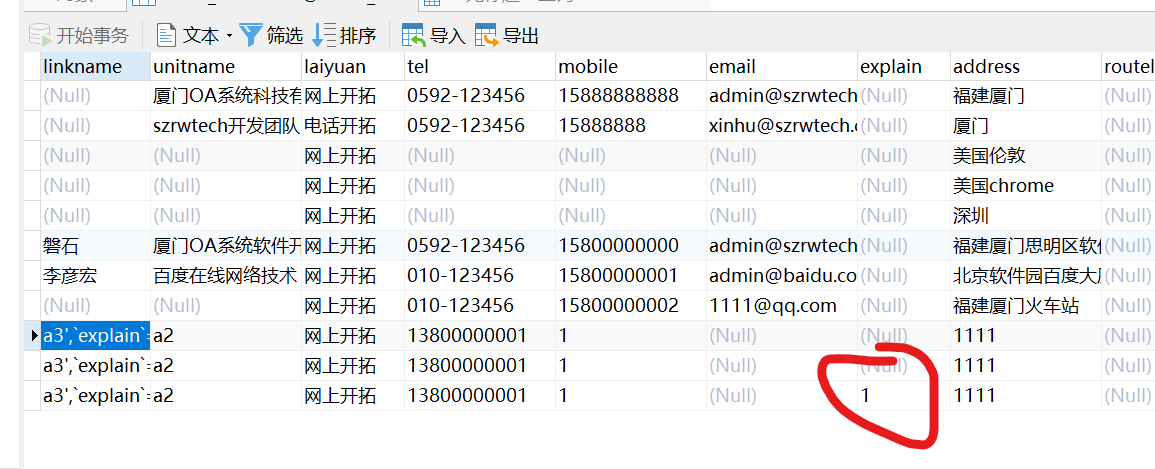 开始事务 文本 筛选 排序 导入 导出
linkname unitname laiyuan tel mobile email explain address routel
(Null) 厦门OA系统科技有 网上开拓 0592-123456 15888888888 admin@szrwtech (Null) 福建厦门 (Null)
(Null) szrwtech开发团队 电话开拓 0592-123456 15888888 xinhu@szrwtech.c (Null) 厦门 (Null)
(Null) (Null) 网上开拓 (Null) (Null) (Null) (Null) 美国伦敦 (Null)
(Null) (Null) 网上开拓 (Null) (Null) (Null) (Null) 美国chrome (Null)
(Null) (Null) 网上开拓 (Null) (Null) (Null) (Null) 深圳 (Null)
磐石 厦门OA系统软件开 网上开拓 0592-123456 15800000000 admin@szrwtech (Null) 福建厦门思明区软件 (Null)
李彦宏 百度在线网络技术 网上开拓 010-123456 15800000001 admin@baidu.co (Null) 北京软件园百度大厦 (Null)
(Null) (Null) 网上开拓 010-123456 15800000002 1111@qq.com (Null) 福建厦门火车站 (Null)
a3',`explain`= a2 网上开拓 13800000001 1 (Null) (Null) 1111 (Null)
a3',`explain`= a2 网上开拓 13800000001 1 (Null) (Null) 1111 (Null)
a3',`explain`= a2 网上开拓 13800000001 1 (Null) 1 1111 (Null)